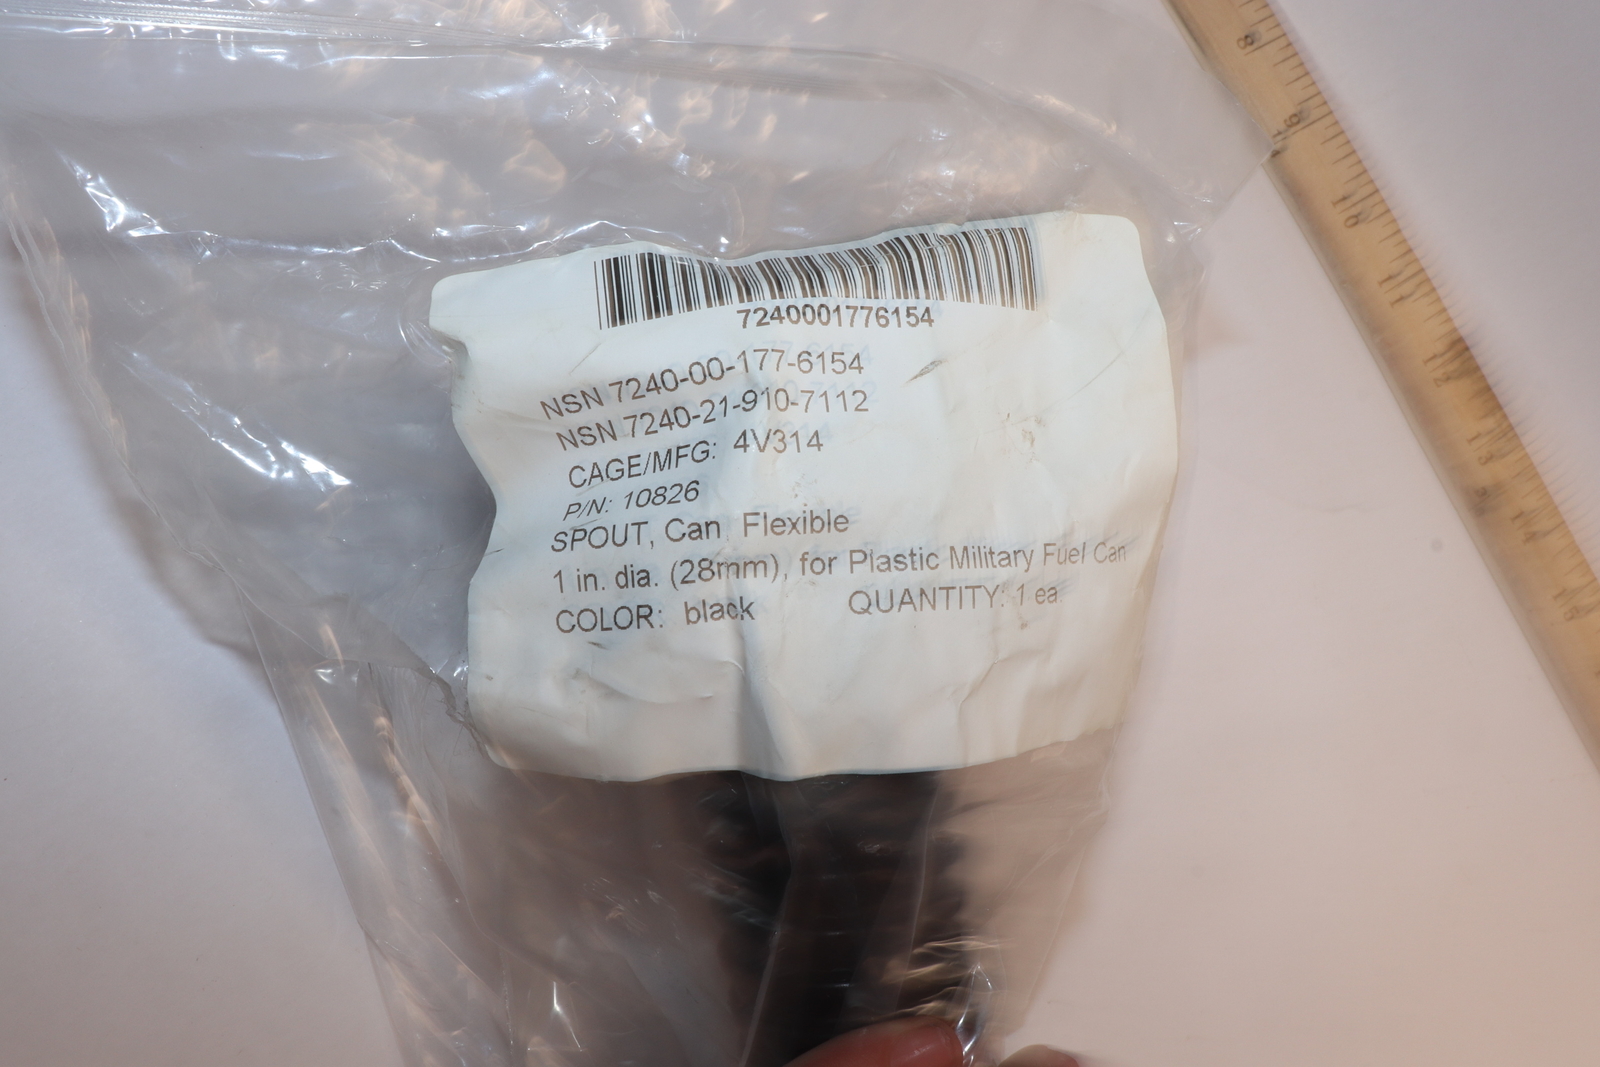 7240001776154
NSN 7240-00-177-6154
NSN 7240-21-910-7112
CAGE/MFG: 4V314
P/N: 10826
SPOUT, Can, Flexible
1 in. dia. (28mm), for Plastic Military Fuel Can
COLOR: black QUANTITY: 1 ea.
8